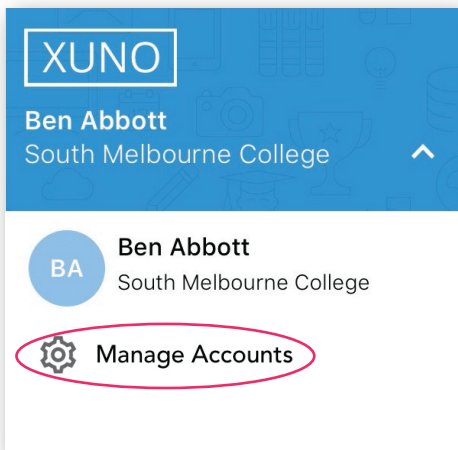 XUNO
Ben Abbott
South Melbourne College
BA
Ben Abbott
South Melbourne College
Manage Accounts